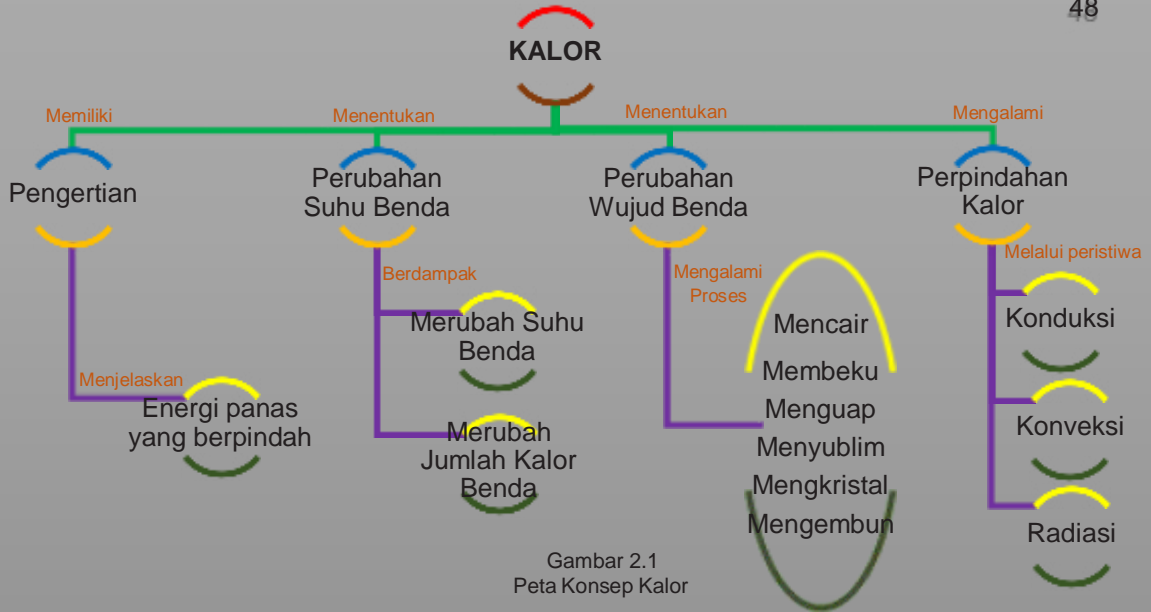 48
KALOR
Memiliki
Menentukan
Menentukan
Mengalami
Pengertian
Perubahan
Suhu Benda
Perubahan
Wujud Benda
Perpindahan
Kalor
Menjelaskan
Energi panas
yang berpindah
Berdampak
Merubah Suhu
Benda
Merubah
Jumlah Kalor
Benda
Mengalami
Proses
Mencair
Membeku
Menguap
Menyublim
Mengkristal
Mengembun
Melalui peristiwa
Konduksi
Konveksi
Radiasi
Gambar 2.1
Peta Konsep Kalor